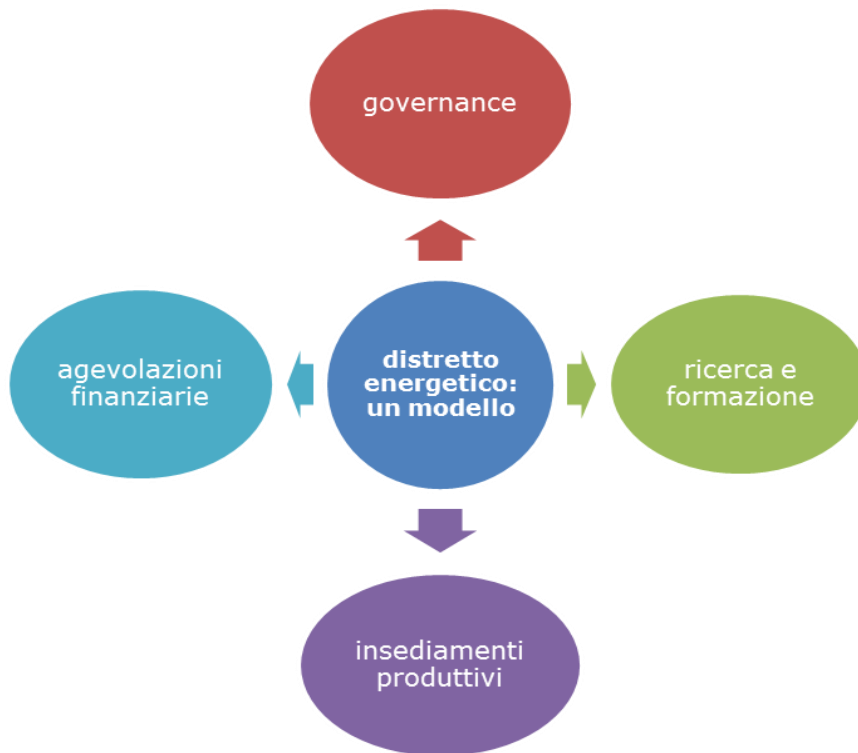 governance
agevolazioni
finanziarie
distretto
energetico:
un modello
ricerca e
formazione
insediamenti
produttivi